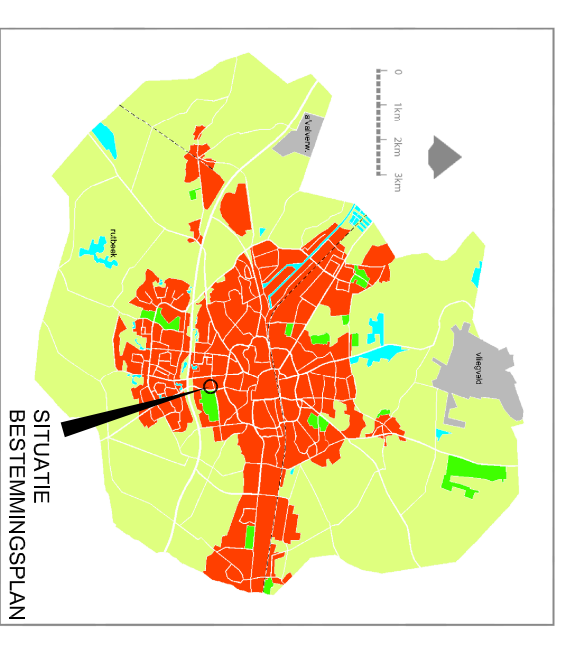 0
1km
2km
3km
afvalverw.
rutbeek
vliegveld
SITUATIE
BESTEMMINGSPLAN